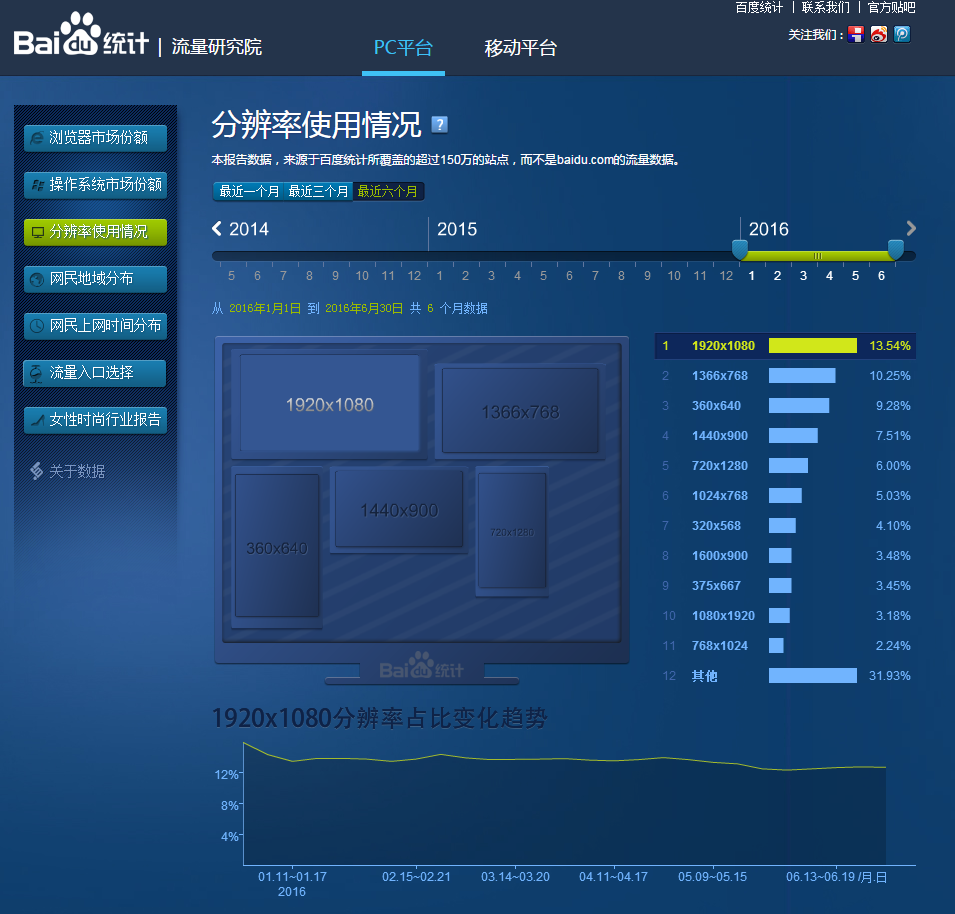 百度统计 | 联系我们 | 官方贴吧
Baidu统计 | 流量研究院
PC平台
移动平台
关注我们：
浏览器市场份额
操作系统市场份额
分辨率使用情况
网民地域分布
网民上网时间分布
流量入口选择
女性时尚行业报告
关于数据
分辨率使用情况 ?
本报告数据，来源于百度统计所覆盖的超过150万的站点，而不是baidu.com的流量数据。
最近一个月 最近三个月 最近六个月
2014 2015 2016
5 6 7 8 9 10 11 12 1 2 3 4 5 6 7 8 9 10 11 12 1 2 3 4 5 6
从 2016年1月1日 到 2016年6月30日 共 6 个月数据
1920x1080
1366x768
360x640
1440x900
720x1280
Baidu统计
1 1920x1080 13.54%
2 1366x768 10.25%
3 360x640 9.28%
4 1440x900 7.51%
5 720x1280 6.00%
6 1024x768 5.03%
7 320x568 4.10%
8 1600x900 3.48%
9 375x667 3.45%
10 1080x1920 3.18%
11 768x1024 2.24%
12 其他 31.93%
1920x1080分辨率占比变化趋势
12%
8%
4%
01.11~01.17 02.15~02.21 03.14~03.20 04.11~04.17 05.09~05.15 06.13~06.19 /月.日
2016